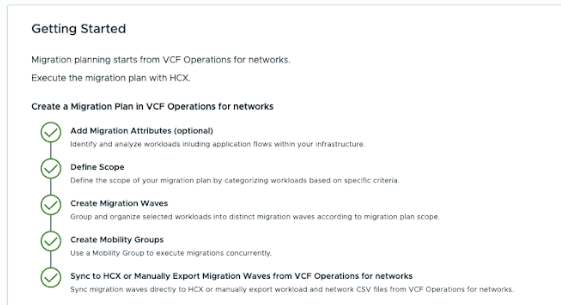 Getting Started
Migration planning starts from VCF Operations for networks.
Execute the migration plan with HCX.
Create a Migration Plan in VCF Operations for networks
Add Migration Attributes (optional)
Identify and analyze workloads inluding application flows within your infrastructure.
Define Scope
Define the scope of your migration plan by categorizing workloads based on specific criteria.
Create Migration Waves
Group and organize selected workloads into distinct migration waves according to migration plan scope.
Create Mobility Groups
Use a Mobility Group to execute migrations concurrently.
Sync to HCX or Manually Export Migration Waves from VCF Operations for networks
Sync migration waves directly to HCX or manually export workload and network CSV files from VCF Operations for networks.